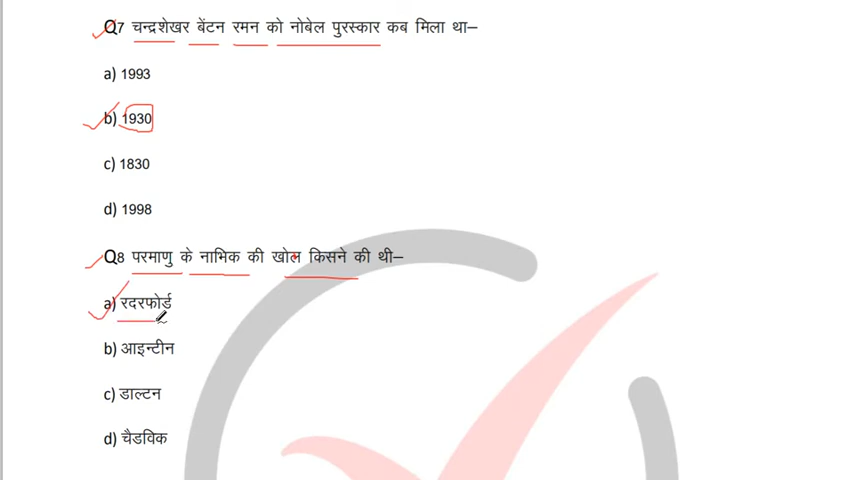 Q7 चन्द्रशेखर बेंटन रमन को नोबेल पुरस्कार कब मिला था–
a) 1993
b) 1930
c) 1830
d) 1998
Q8 परमाणु के नाभिक की खोल किसने की थी–
a) रदरफोर्ड
b) आइन्टीन
c) डाल्टन
d) चैडविक